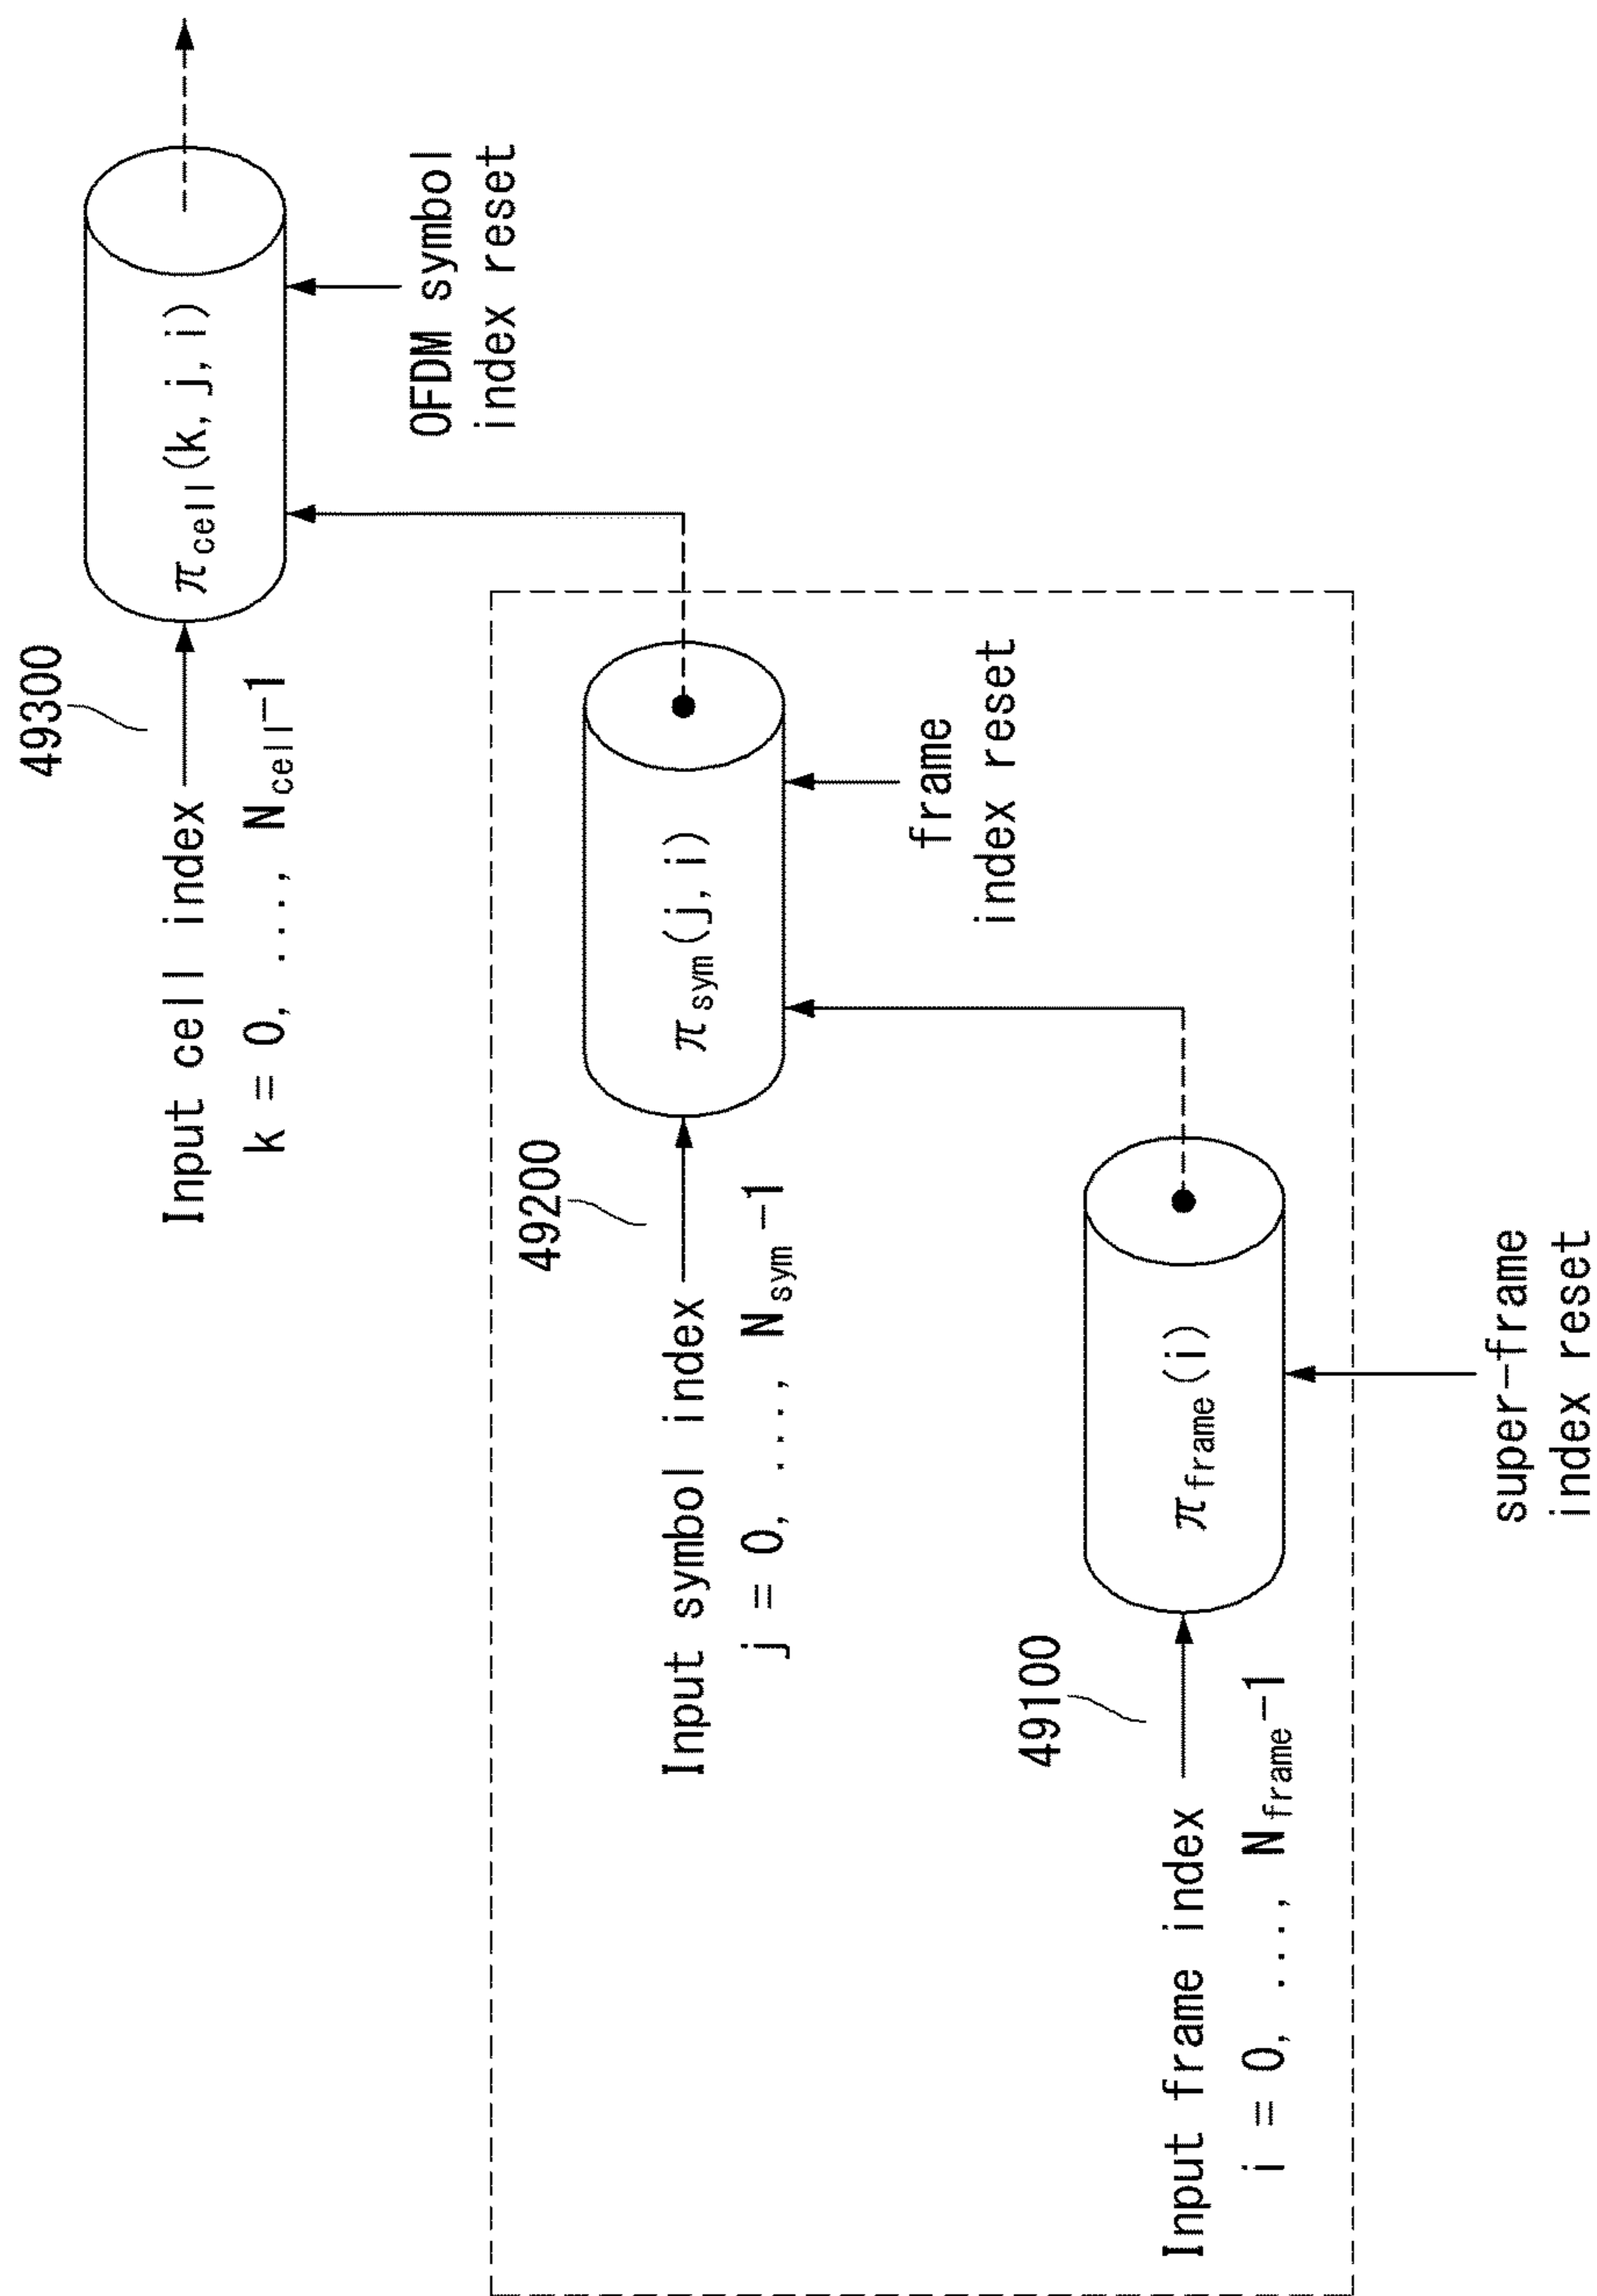 49300
Input cell index
k = 0, ..., N_cell-1
π_cell(k, j, i)
OFDM symbol
index reset
49200
Input symbol index
j = 0, ..., N_sym-1
π_sym(j, i)
frame
index reset
49100
Input frame index
i = 0, ..., N_frame-1
π_frame(i)
super-frame
index reset